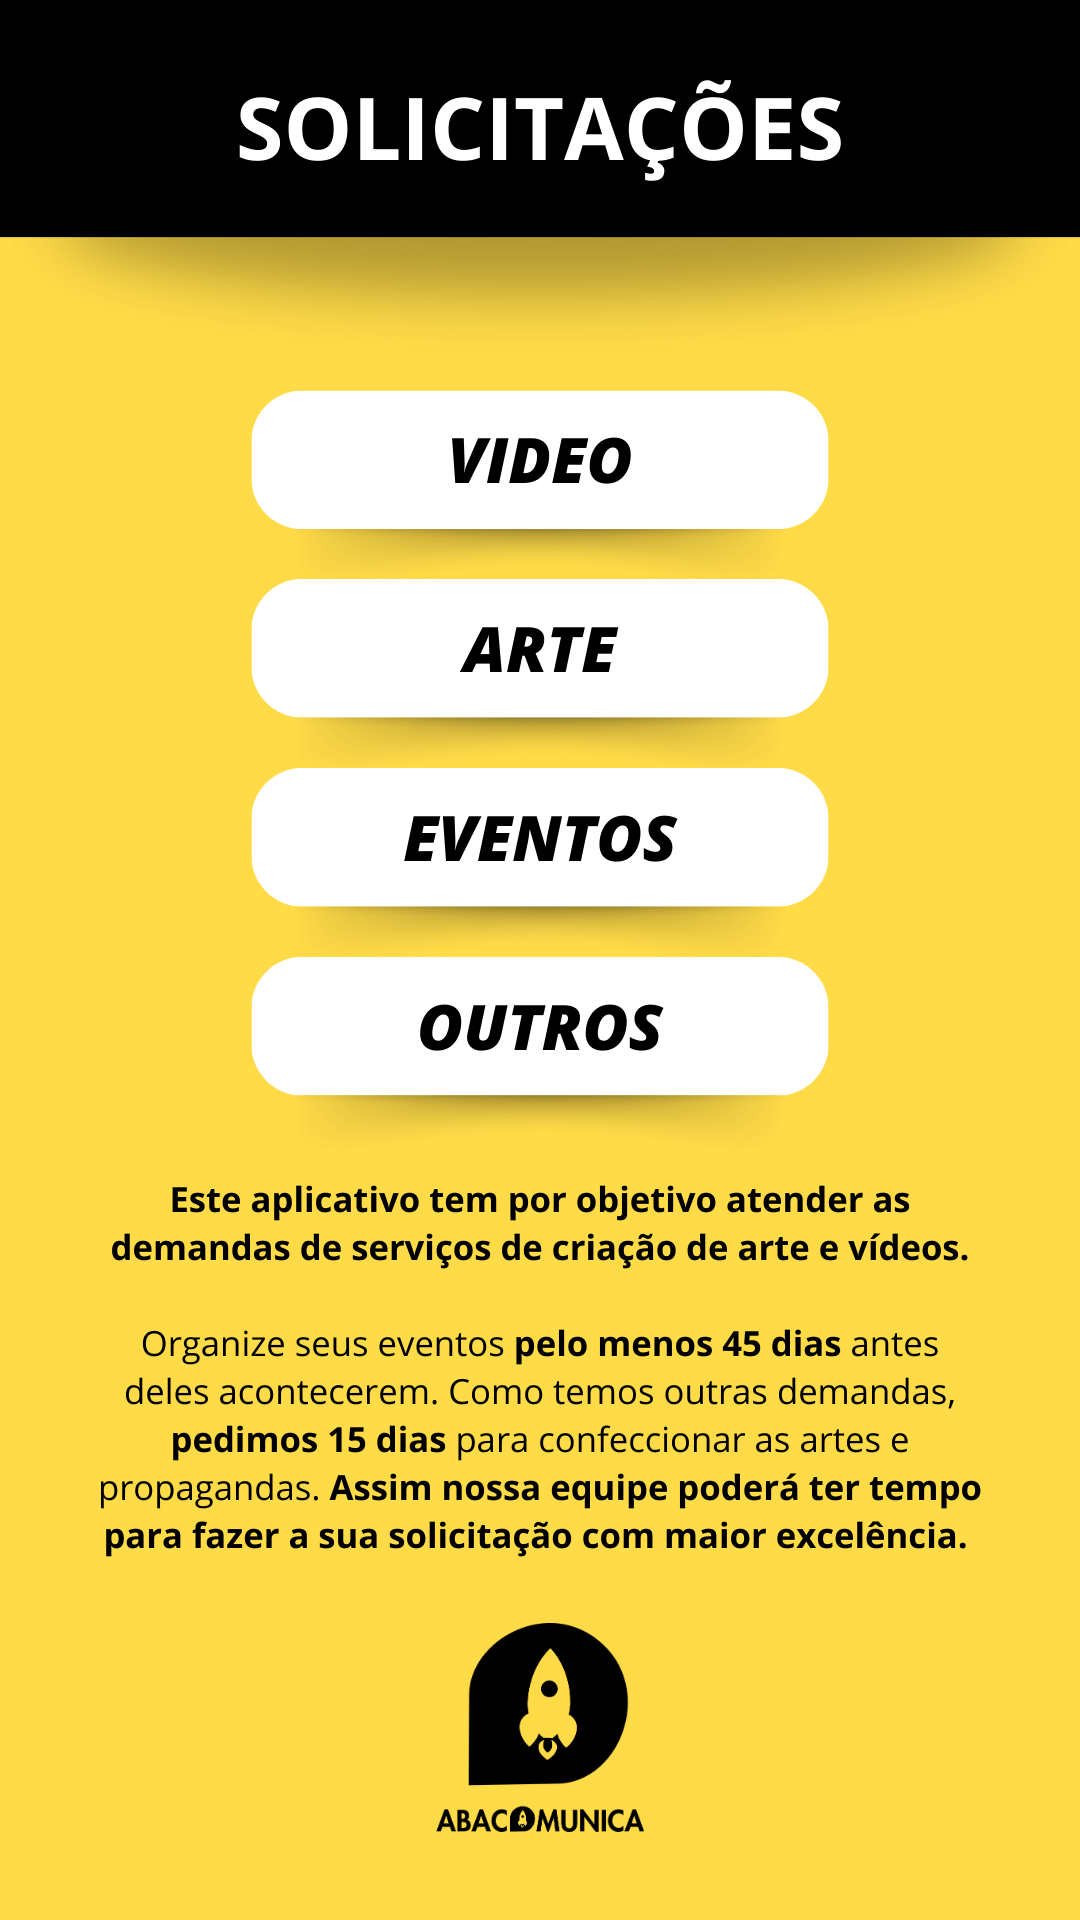 SOLICITAÇÕES
VIDEO
ARTE
EVENTOS
OUTROS
Este aplicativo tem por objetivo atender as
demandas de serviços de criação de arte e vídeos.
Organize seus eventos pelo menos 45 dias antes
deles acontecerem. Como temos outras demandas,
pedimos 15 dias para confeccionar as artes e
propagandas. Assim nossa equipe poderá ter tempo
para fazer a sua solicitação com maior excelência.
ABACOMUNICA